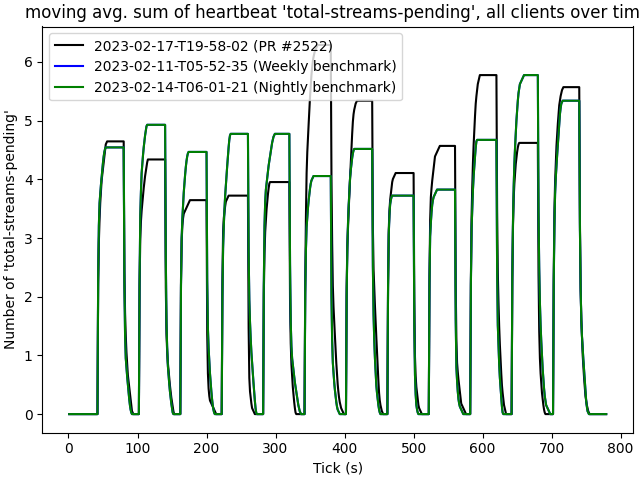 moving avg. sum of heartbeat 'total-streams-pending', all clients over tim
2023-02-17-T19-58-02 (PR #2522)
2023-02-11-T05-52-35 (Weekly benchmark)
2023-02-14-T06-01-21 (Nightly benchmark)
Number of 'total-streams-pending'
6
5
4
3
2
1
0
0 100 200 300 400 500 600 700 800
Tick (s)